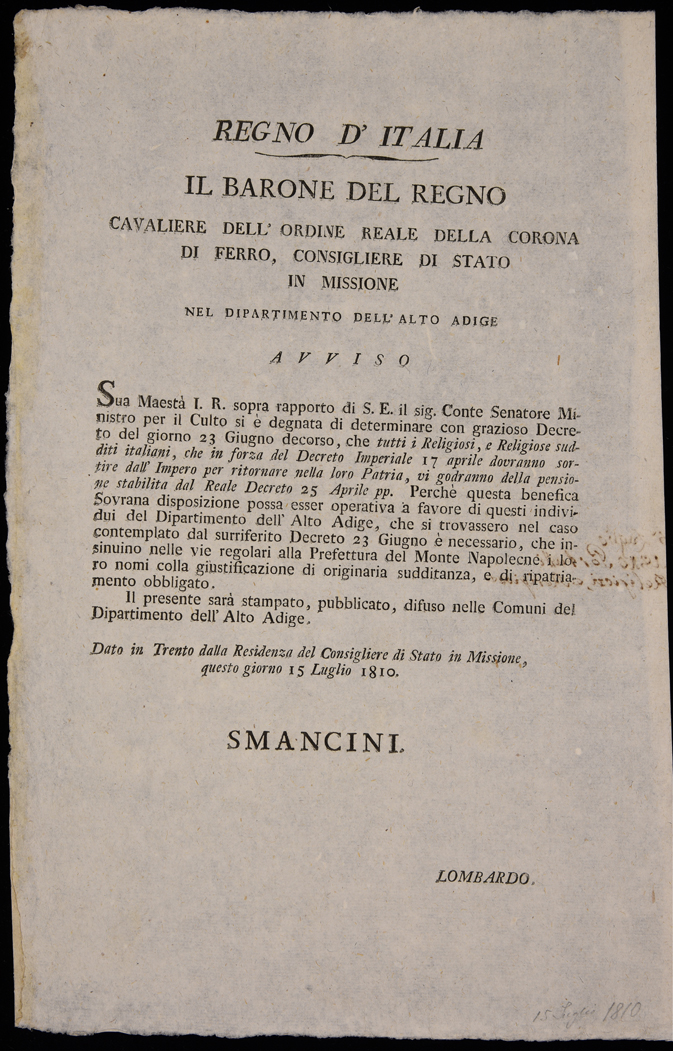 REGNO D' ITALIA
IL BARONE DEL REGNO
CAVALIERE DELL' ORDINE REALE DELLA CORONA
DI FERRO, CONSIGLIERE DI STATO
IN MISSIONE
NEL DIPARTIMENTO DELL' ALTO ADIGE
AVVISO
Sua Maestà I. R. sopra rapporto di S. E. il sig. Conte Senatore Mi-
nistro per il Culto si è degnata di determinare con grazioso Decre-
to del giorno 23 Giugno decorso, che tutti i Religiosi, e Religiose sud-
diti italiani, che in forza del Decreto Imperiale 17 aprile dovranno sor-
tire dall' Impero per ritornare nella loro Patria, vi godranno della pensio-
ne stabilita dal Reale Decreto 25 Aprile pp. Perchè questa benefica
Sovrana disposizione possa esser operativa a favore di questi indivi-
dui del Dipartimento dell' Alto Adige, che si trovassero nel caso
contemplato dal surriferito Decreto 23 Giugno è necessario, che in-
sinuino nelle vie regolari alla Prefettura del Monte Napolecne i lo-
ro nomi colla giustificazione di originaria sudditanza, e di ripatria-
mento obbligato.
Il presente sarà stampato, pubblicato, difuso nelle Comuni del
Dipartimento dell' Alto Adige.
Dato in Trento dalla Residenza del Consigliere di Stato in Missione,
questo giorno 15 Luglio 1810.
SMANCINI.
LOMBARDO.
15 Luglio 1810